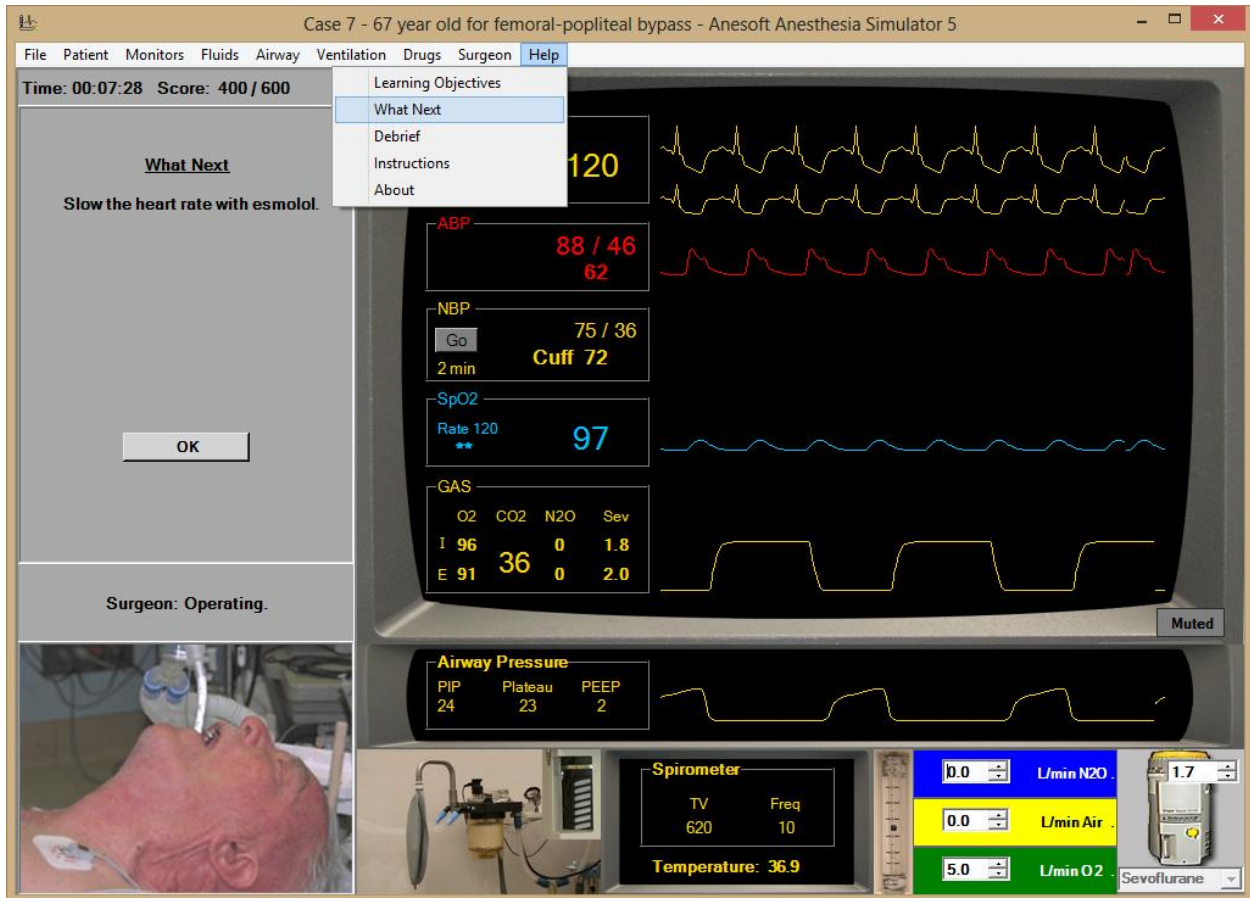 Case 7 - 67 year old for femoral-popliteal bypass - Anesoft Anesthesia Simulator 5
File Patient Monitors Fluids Airway Ventilation Drugs Surgeon Help
Time: 00:07:28 Score: 400 / 600
Learning Objectives
What Next
Debrief
Instructions
About
What Next
Slow the heart rate with esmolol.
OK
Surgeon: Operating.
120
ABP
88 / 46
62
NBP
Go
75 / 36
Cuff 72
2 min
SpO2
Rate 120
**
97
GAS
O2 CO2 N2O Sev
I 96 36 0 1.8
E 91 0 2.0
Muted
Airway Pressure
PIP Plateau PEEP
24 23 2
Spirometer
TV Freq
620 10
Temperature: 36.9
0.0 L/min N2O .
0.0 L/min Air .
5.0 L/min O2 .
1.7
Sevoflurane